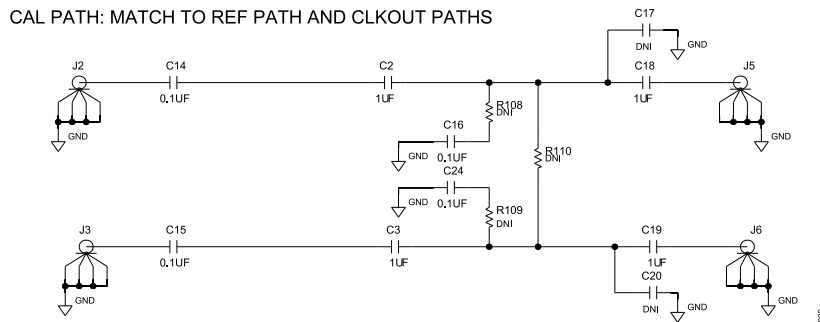 CAL PATH: MATCH TO REF PATH AND CLKOUT PATHS
C17
DNI
GND
J2
C14
0.1UF
C2
1UF
C18
1UF
J5
GND
R108
DNI
C16
0.1UF
GND
R110
DNI
GND
C24
0.1UF
GND
R109
DNI
J3
C15
0.1UF
C3
1UF
C19
1UF
J6
GND
C20
DNI
GND
GND